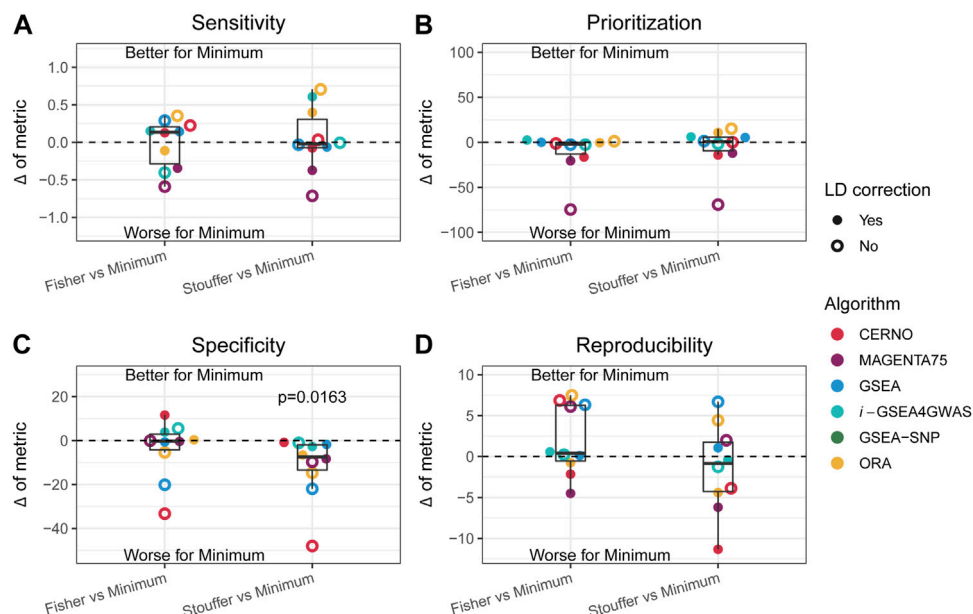 A Sensitivity
Better for Minimum
1.0
0.5
0.0
−0.5
−1.0
Δ of metric
Worse for Minimum
Fisher vs Minimum
Stouffer vs Minimum
B Prioritization
Better for Minimum
100
50
0
−50
−100
Δ of metric
Worse for Minimum
Fisher vs Minimum
Stouffer vs Minimum
C Specificity
Better for Minimum
p=0.0163
20
0
−20
−40
Δ of metric
Worse for Minimum
Fisher vs Minimum
Stouffer vs Minimum
D Reproducibility
Better for Minimum
10
5
0
−5
−10
Δ of metric
Worse for Minimum
Fisher vs Minimum
Stouffer vs Minimum
LD correction
Yes
No
Algorithm
CERNO
MAGENTA75
GSEA
i−GSEA4GWAS
GSEA−SNP
ORA